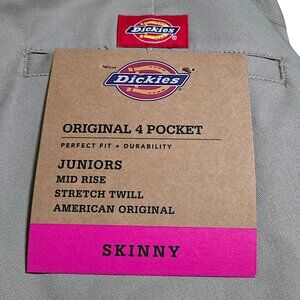 Dickies
Dickies
ORIGINAL 4 POCKET
PERFECT FIT + DURABILITY
JUNIORS
MID RISE
STRETCH TWILL
AMERICAN ORIGINAL
SKINNY